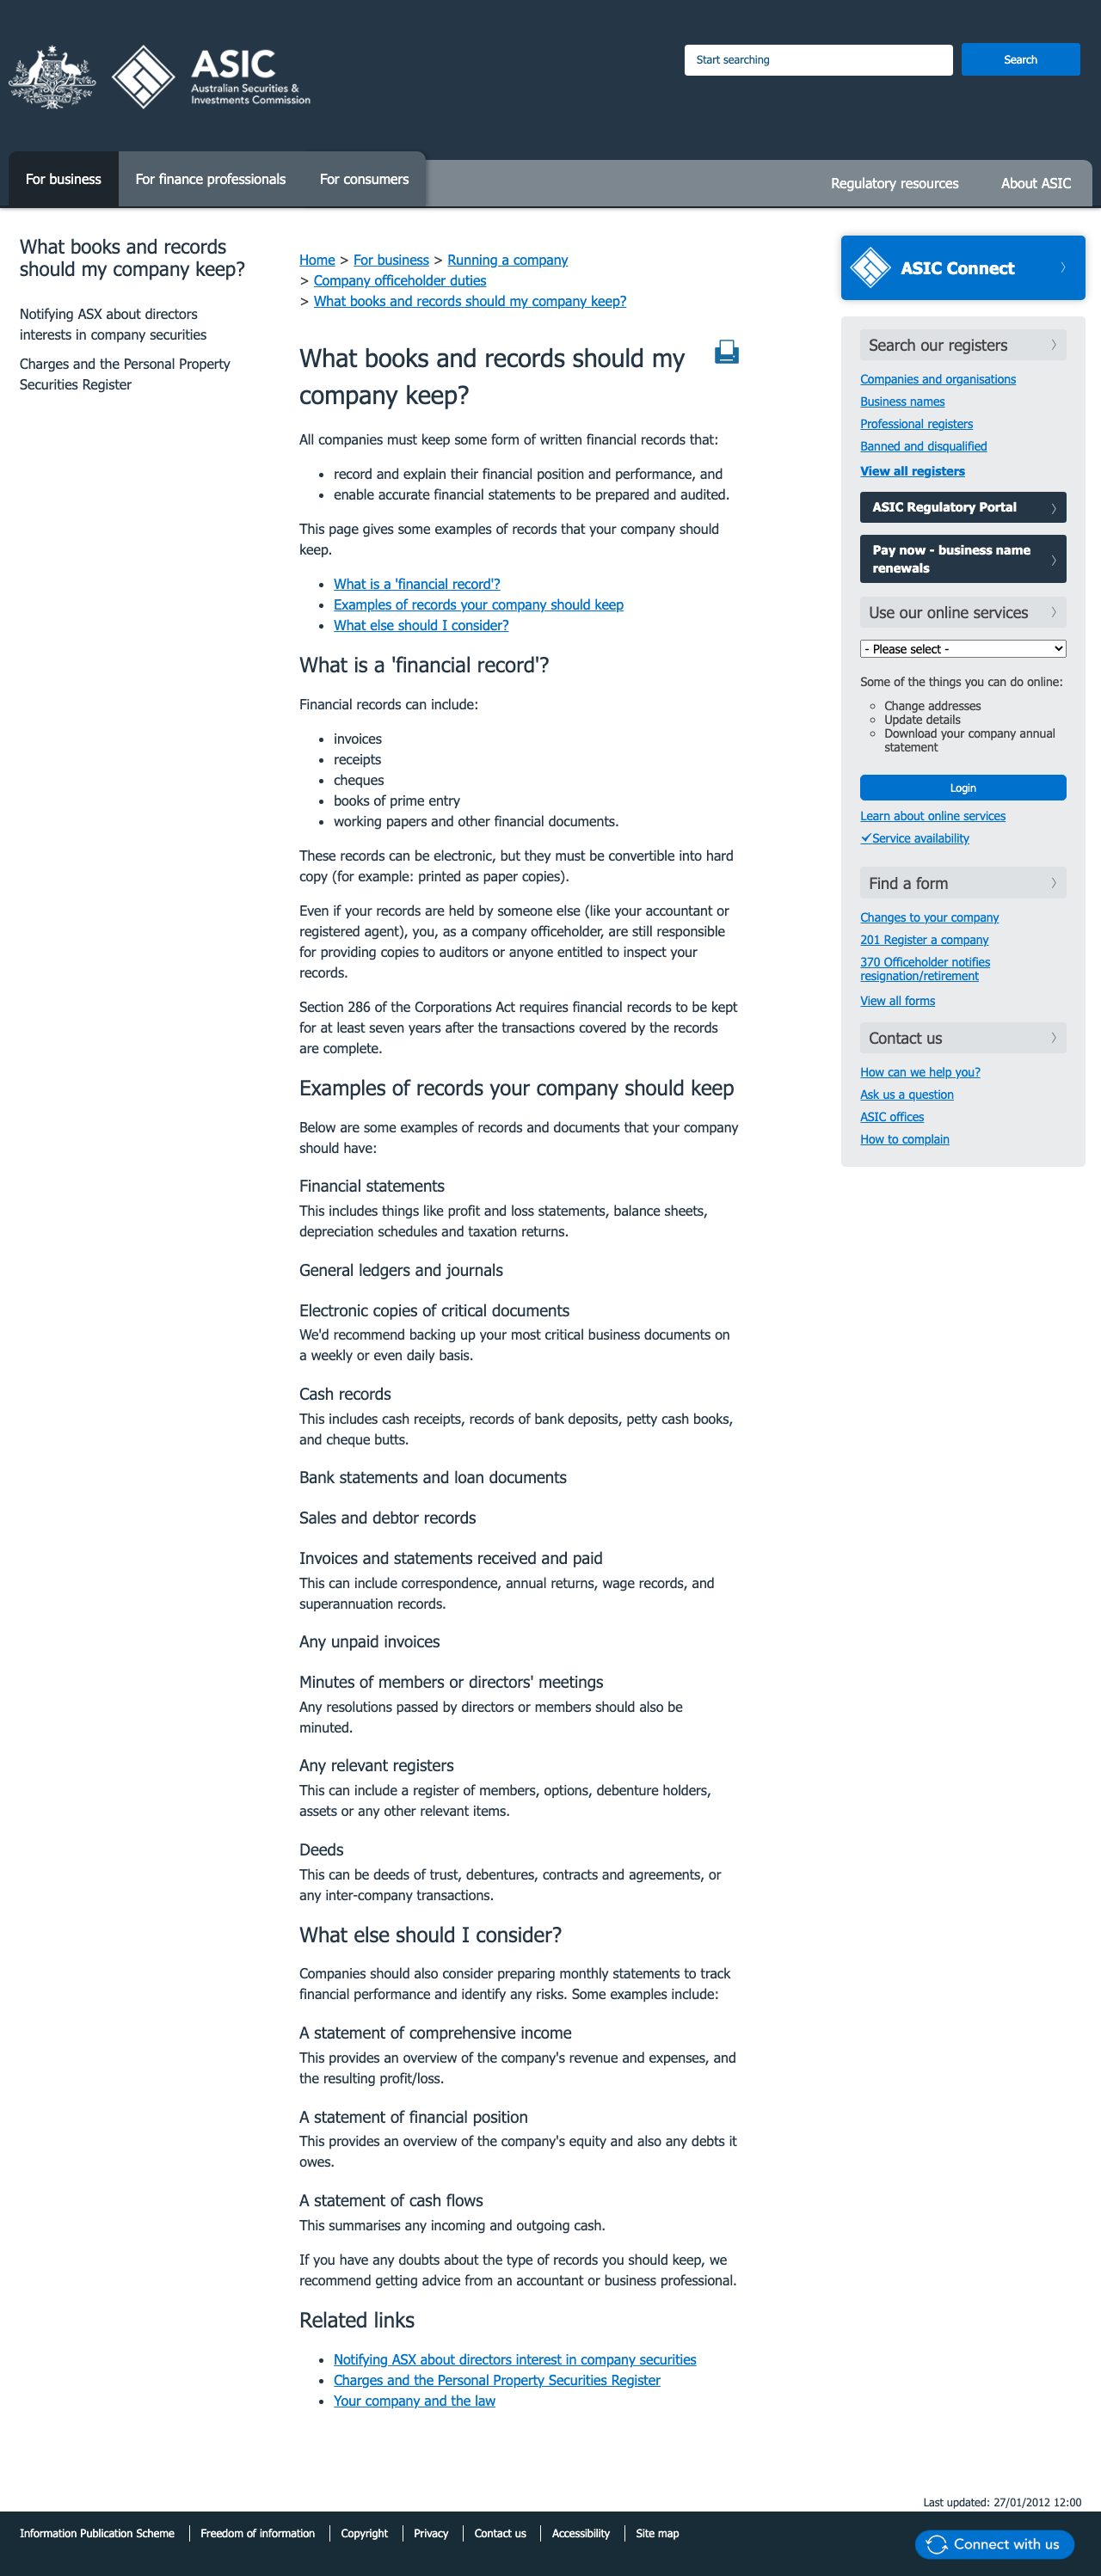 ASIC
Australian Securities &
Investments Commission
Start searching
Search
For business
For finance professionals
For consumers
Regulatory resources
About ASIC
What books and records
should my company keep?
Notifying ASX about directors
interests in company securities
Charges and the Personal Property
Securities Register
Home > For business > Running a company
> Company officeholder duties
> What books and records should my company keep?
What books and records should my
company keep?
All companies must keep some form of written financial records that:
• record and explain their financial position and performance, and
• enable accurate financial statements to be prepared and audited.
This page gives some examples of records that your company should
keep.
• What is a 'financial record'?
• Examples of records your company should keep
• What else should I consider?
What is a 'financial record'?
Financial records can include:
• invoices
• receipts
• cheques
• books of prime entry
• working papers and other financial documents.
These records can be electronic, but they must be convertible into hard
copy (for example: printed as paper copies).
Even if your records are held by someone else (like your accountant or
registered agent), you, as a company officeholder, are still responsible
for providing copies to auditors or anyone entitled to inspect your
records.
Section 286 of the Corporations Act requires financial records to be kept
for at least seven years after the transactions covered by the records
are complete.
Examples of records your company should keep
Below are some examples of records and documents that your company
should have:
Financial statements
This includes things like profit and loss statements, balance sheets,
depreciation schedules and taxation returns.
General ledgers and journals
Electronic copies of critical documents
We'd recommend backing up your most critical business documents on
a weekly or even daily basis.
Cash records
This includes cash receipts, records of bank deposits, petty cash books,
and cheque butts.
Bank statements and loan documents
Sales and debtor records
Invoices and statements received and paid
This can include correspondence, annual returns, wage records, and
superannuation records.
Any unpaid invoices
Minutes of members or directors' meetings
Any resolutions passed by directors or members should also be
minuted.
Any relevant registers
This can include a register of members, options, debenture holders,
assets or any other relevant items.
Deeds
This can be deeds of trust, debentures, contracts and agreements, or
any inter-company transactions.
What else should I consider?
Companies should also consider preparing monthly statements to track
financial performance and identify any risks. Some examples include:
A statement of comprehensive income
This provides an overview of the company's revenue and expenses, and
the resulting profit/loss.
A statement of financial position
This provides an overview of the company's equity and also any debts it
owes.
A statement of cash flows
This summarises any incoming and outgoing cash.
If you have any doubts about the type of records you should keep, we
recommend getting advice from an accountant or business professional.
Related links
• Notifying ASX about directors interest in company securities
• Charges and the Personal Property Securities Register
• Your company and the law
ASIC Connect
Search our registers
Companies and organisations
Business names
Professional registers
Banned and disqualified
View all registers
ASIC Regulatory Portal
Pay now - business name
renewals
Use our online services
- Please select -
Some of the things you can do online:
Change addresses
Update details
Download your company annual
statement
Login
Learn about online services
Service availability
Find a form
Changes to your company
201 Register a company
370 Officeholder notifies
resignation/retirement
View all forms
Contact us
How can we help you?
Ask us a question
ASIC offices
How to complain
Last updated: 27/01/2012 12:00
Information Publication Scheme
Freedom of information
Copyright
Privacy
Contact us
Accessibility
Site map
Connect with us